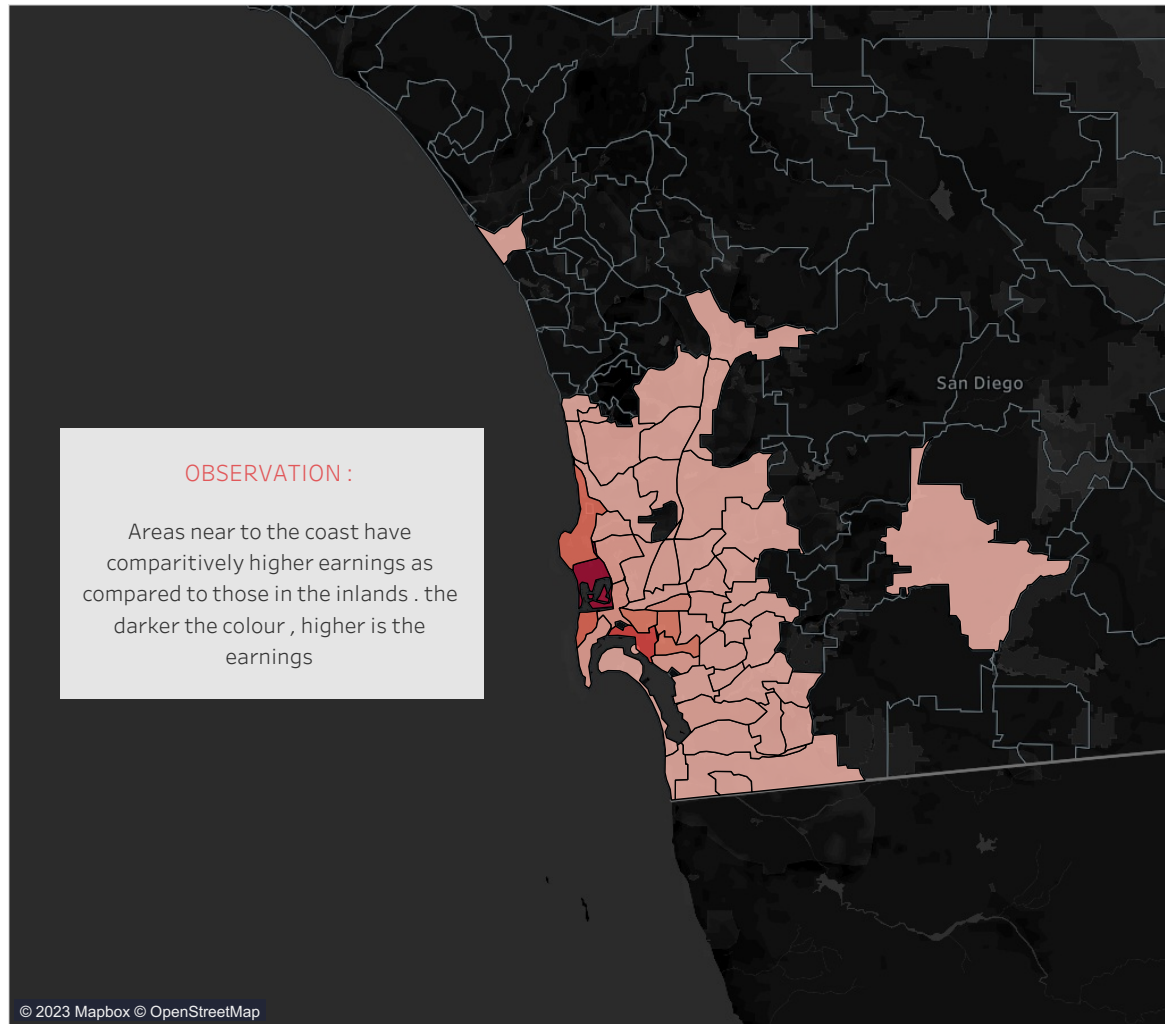 San Diego
OBSERVATION :
Areas near to the coast have
comparitively higher earnings as
compared to those in the inlands . the
darker the colour , higher is the
earnings
© 2023 Mapbox © OpenStreetMap